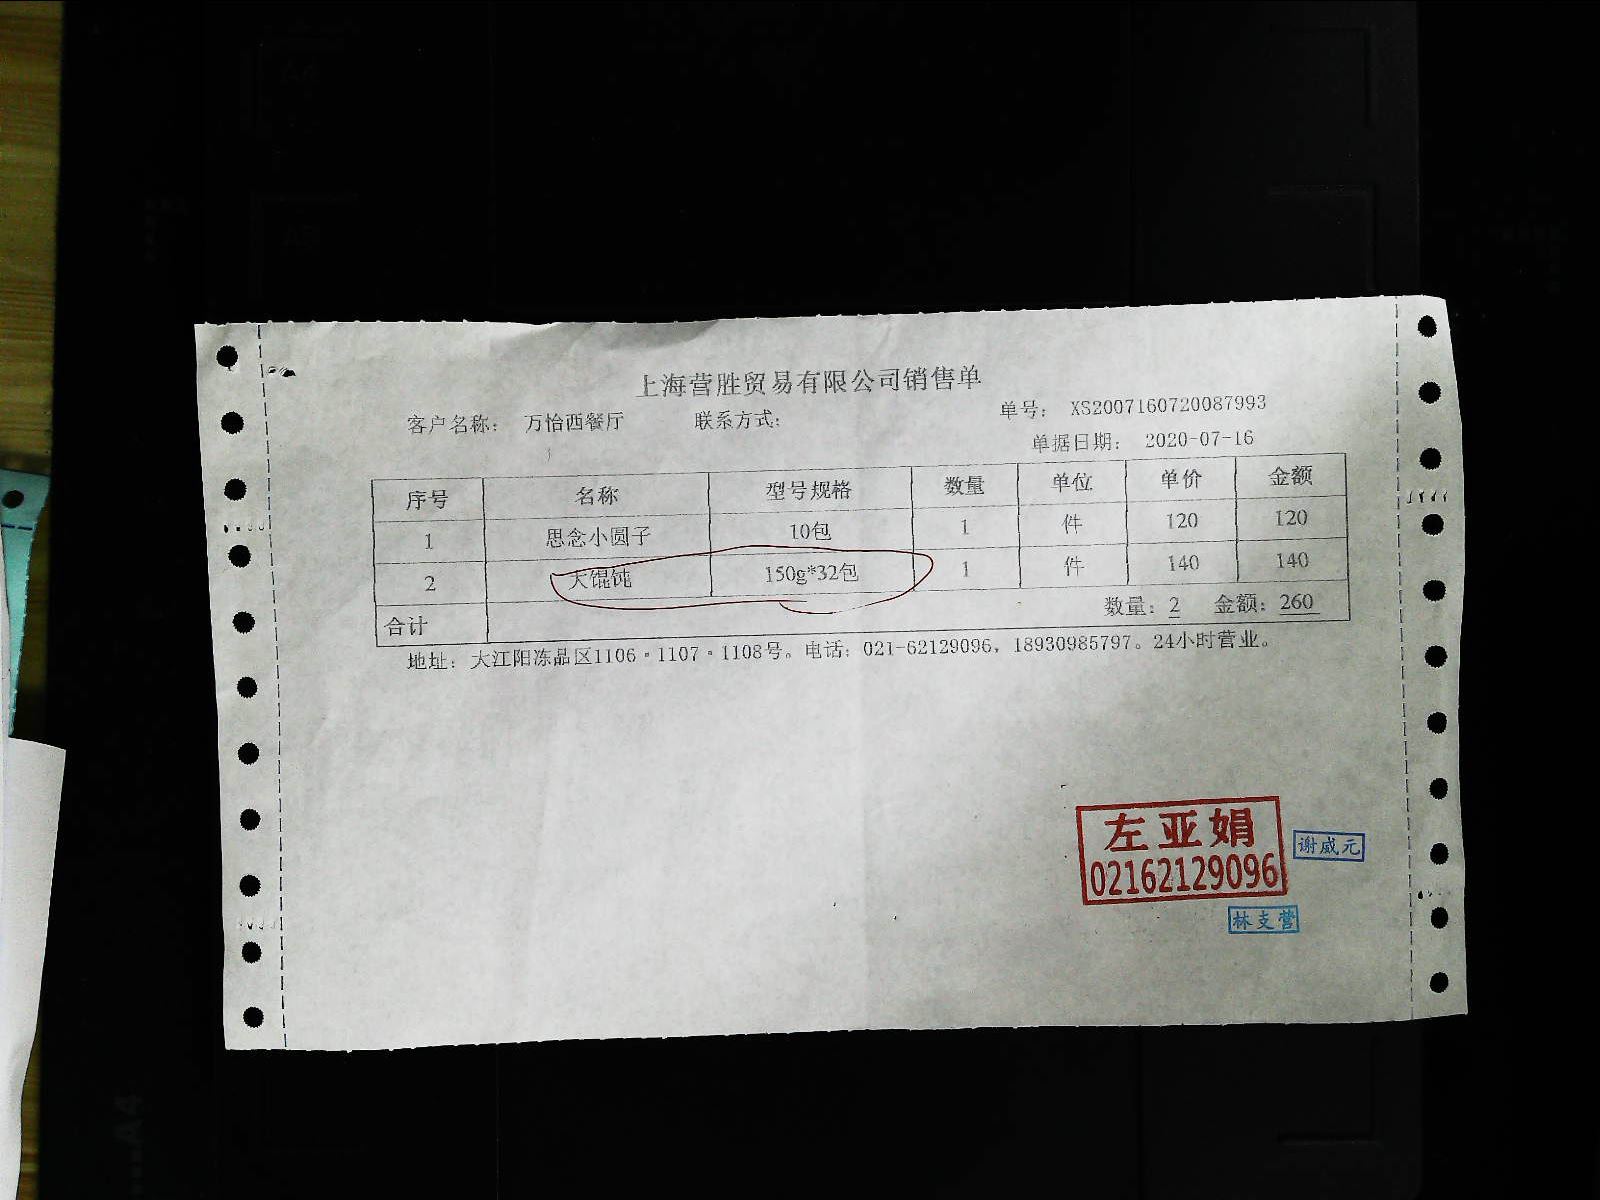 上海营胜贸易有限公司销售单
客户名称： 万怡西餐厅 联系方式： 单号： XS2007160720087993
单据日期： 2020-07-16
序号 名称 型号规格 数量 单位 单价 金额
1 思念小圆子 10包 1 件 120 120
2 大馄饨 150g*32包 1 件 140 140
合计 数量：2 金额：260
地址：大江阳冻品区1106·1107·1108号。电话：021-62129096，18930985797。24小时营业。
左亚娟
02162129096
谢威元
林支营
A4